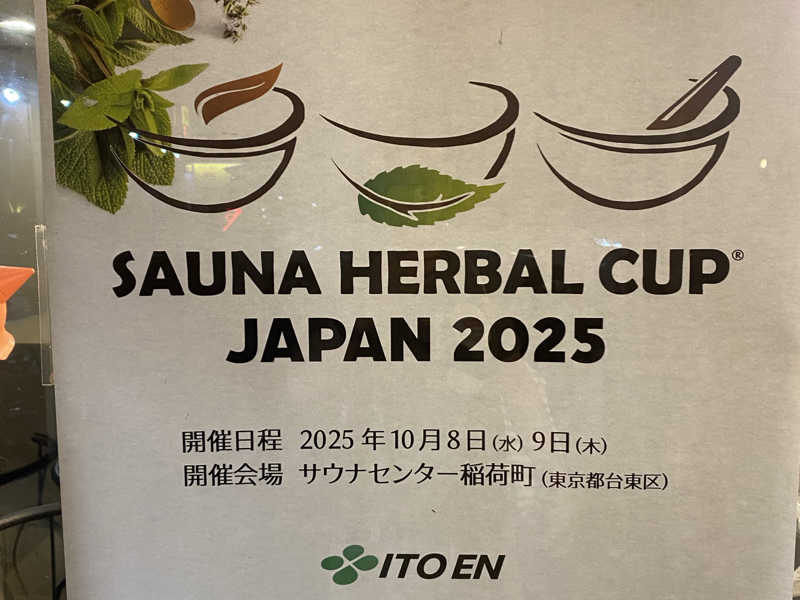 SAUNA HERBAL CUP®
JAPAN 2025
開催日程 2025年10月8日(水) 9日(木)
開催会場 サウナセンター稲荷町 (東京都台東区)
ITO EN